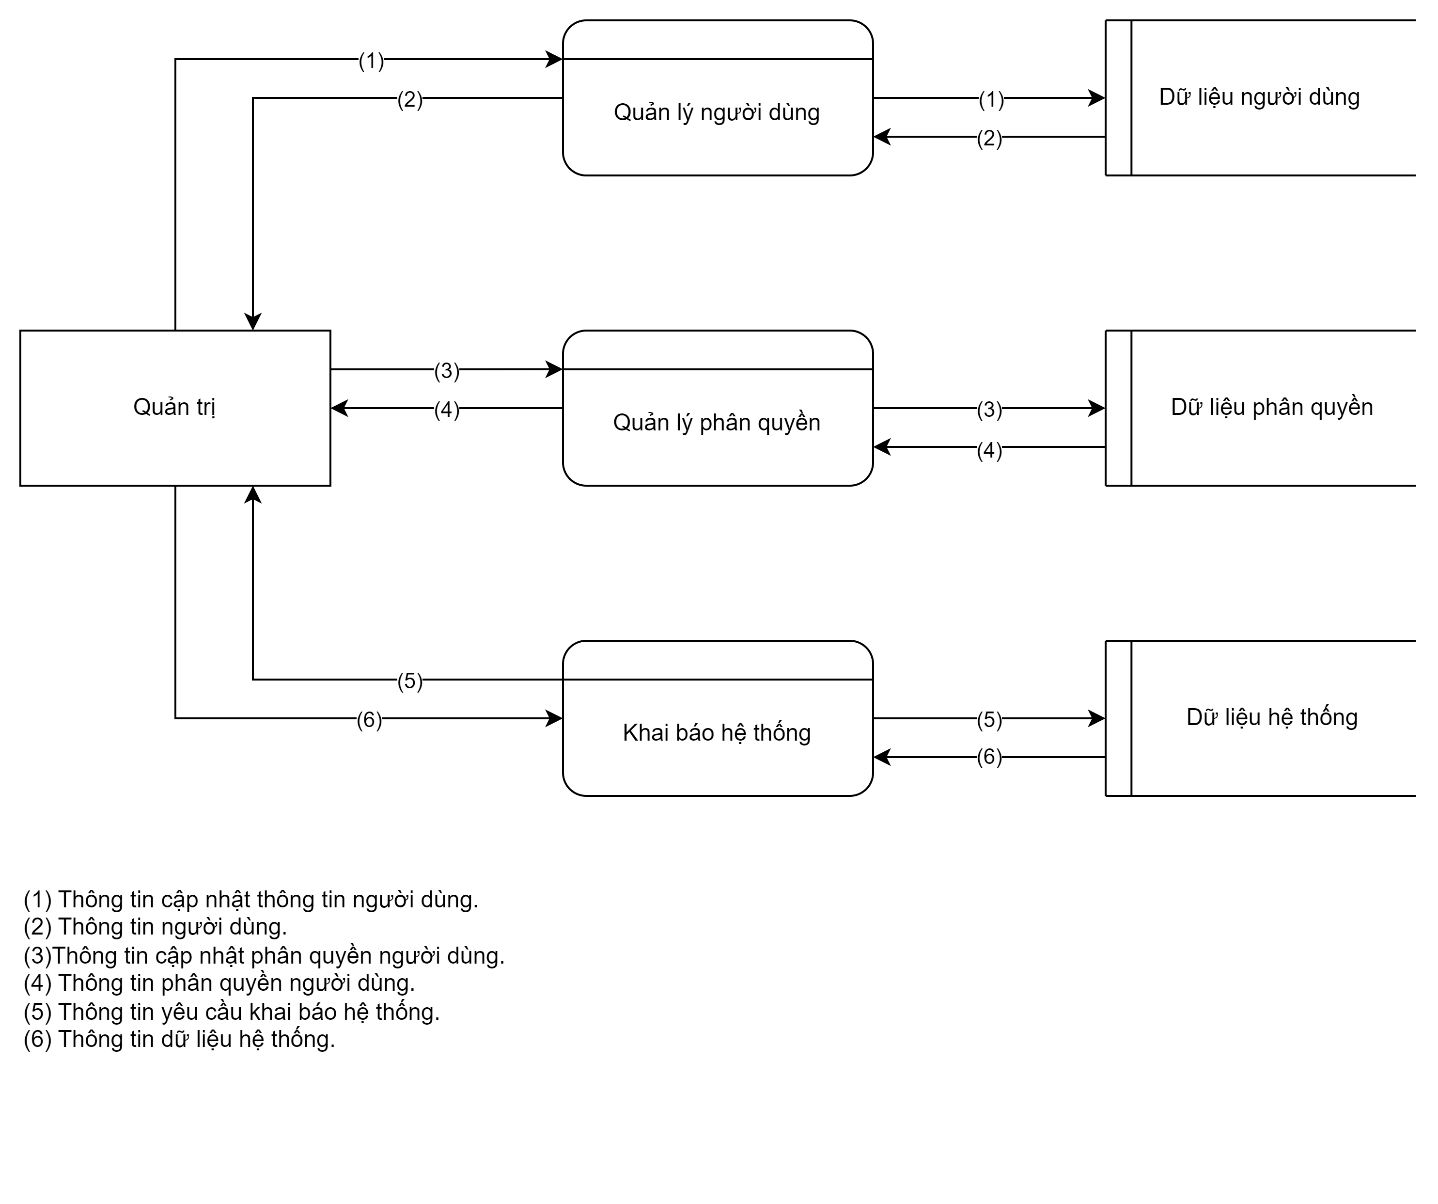 (1)
(2)
Quản lý người dùng
(1)
(2)
Dữ liệu người dùng
Quản trị
(3)
(4)
Quản lý phân quyền
(3)
(4)
Dữ liệu phân quyền
(5)
(6)
Khai báo hệ thống
(5)
(6)
Dữ liệu hệ thống
(1) Thông tin cập nhật thông tin người dùng.
(2) Thông tin người dùng.
(3)Thông tin cập nhật phân quyền người dùng.
(4) Thông tin phân quyền người dùng.
(5) Thông tin yêu cầu khai báo hệ thống.
(6) Thông tin dữ liệu hệ thống.